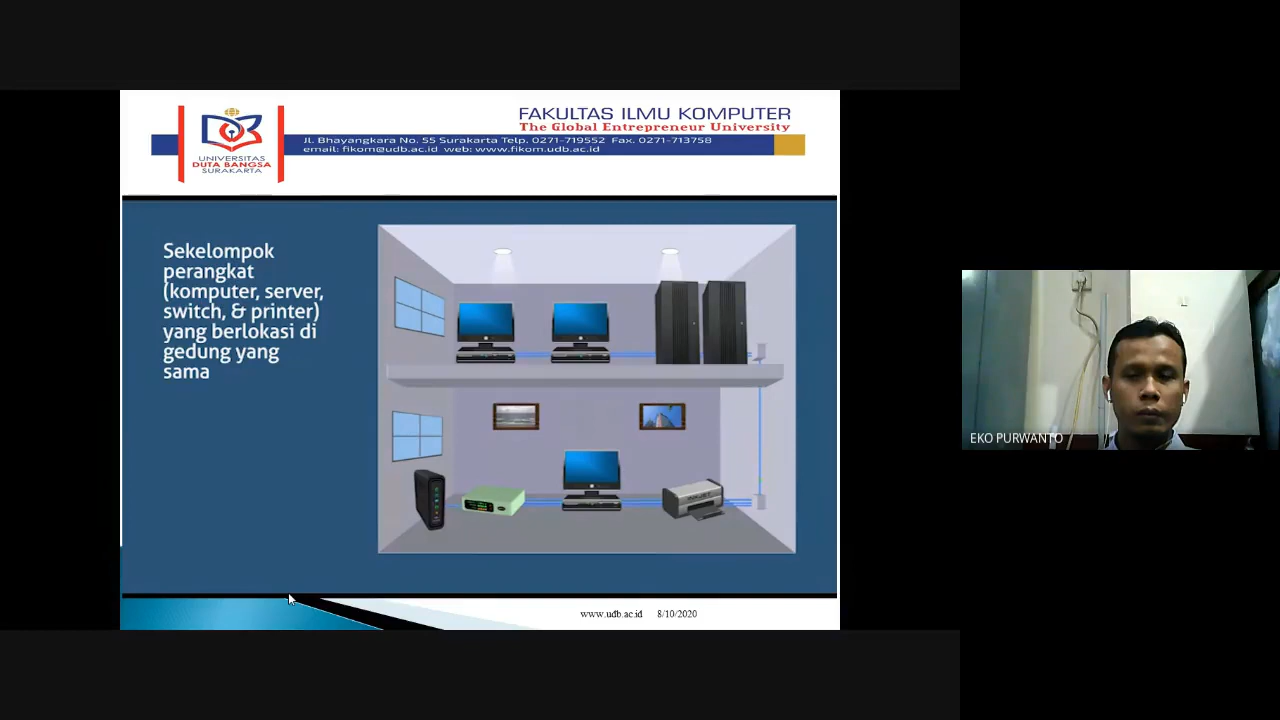 UNIVERSITAS
DUTA BANGSA
SURAKARTA
FAKULTAS ILMU KOMPUTER
The Global Entrepreneur University
Jl. Bhayangkara No. 55 Surakarta Telp. 0271-719552 Fax. 0271-713758
email: fikom@udb.ac.id web: www.fikom.udb.ac.id
Sekelompok
perangkat
(komputer, server,
switch, & printer)
yang berlokasi di
gedung yang
sama
www.udb.ac.id 8/10/2020
EKO PURWANTO